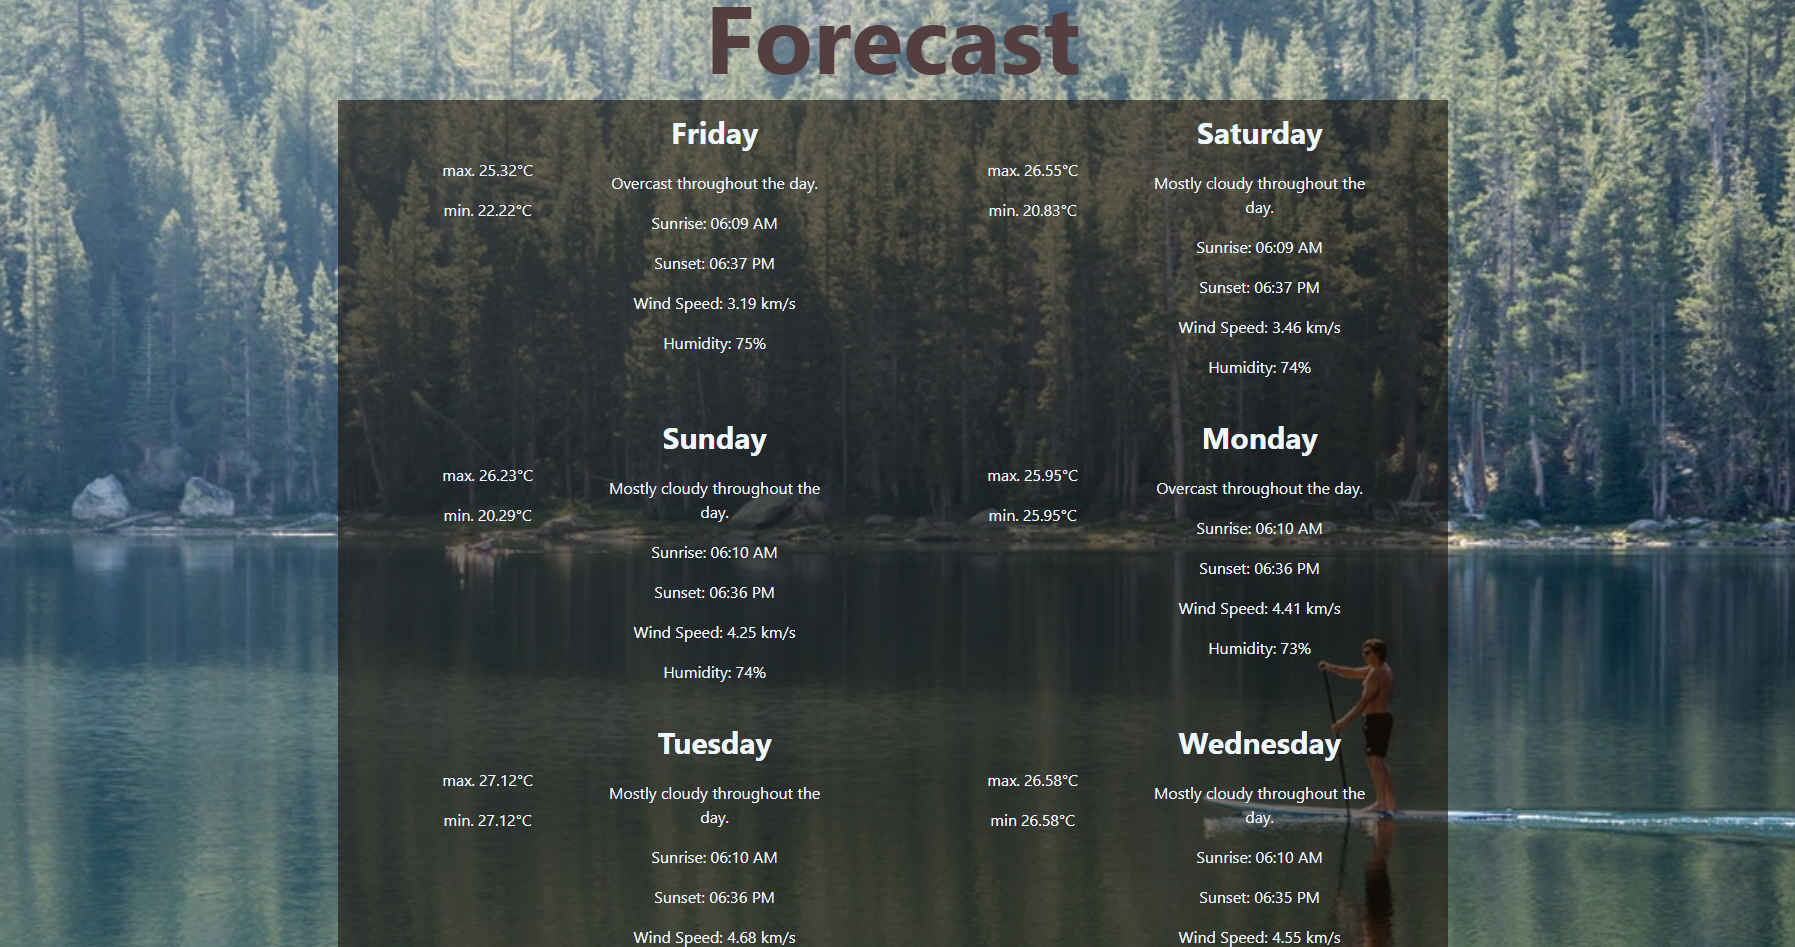 Forecast
Friday
max. 25.32°C
min. 22.22°C
Overcast throughout the day.
Sunrise: 06:09 AM
Sunset: 06:37 PM
Wind Speed: 3.19 km/s
Humidity: 75%
Saturday
max. 26.55°C
min. 20.83°C
Mostly cloudy throughout the
day.
Sunrise: 06:09 AM
Sunset: 06:37 PM
Wind Speed: 3.46 km/s
Humidity: 74%
Sunday
max. 26.23°C
min. 20.29°C
Mostly cloudy throughout the
day.
Sunrise: 06:10 AM
Sunset: 06:36 PM
Wind Speed: 4.25 km/s
Humidity: 74%
Monday
max. 25.95°C
min. 25.95°C
Overcast throughout the day.
Sunrise: 06:10 AM
Sunset: 06:36 PM
Wind Speed: 4.41 km/s
Humidity: 73%
Tuesday
max. 27.12°C
min. 27.12°C
Mostly cloudy throughout the
day.
Sunrise: 06:10 AM
Sunset: 06:36 PM
Wind Speed: 4.68 km/s
Wednesday
max. 26.58°C
min 26.58°C
Mostly cloudy throughout the
day.
Sunrise: 06:10 AM
Sunset: 06:35 PM
Wind Speed: 4.55 km/s